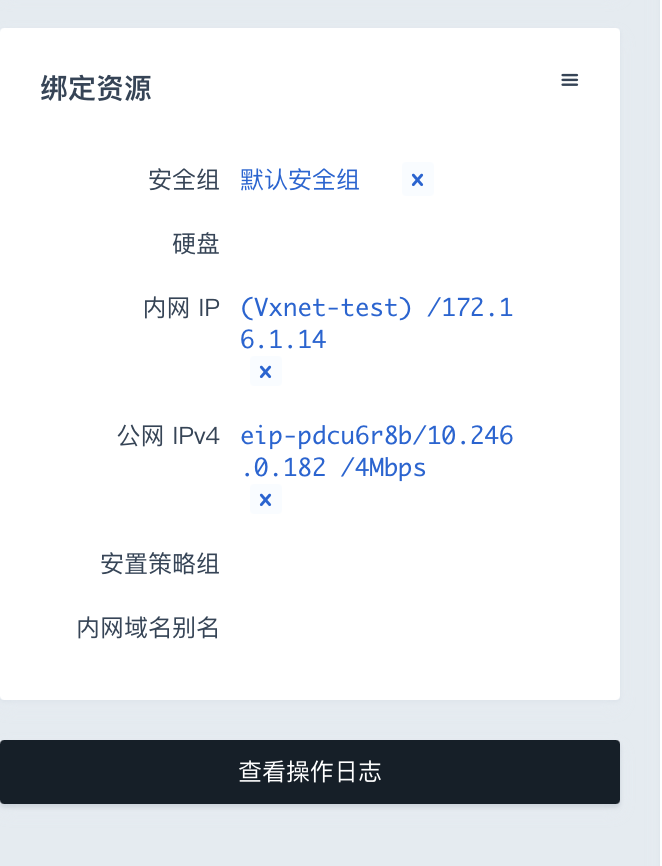 绑定资源
安全组 默认安全组 x
硬盘
内网 IP (Vxnet-test) /172.1
6.1.14
x
公网 IPv4 eip-pdcu6r8b/10.246
.0.182 /4Mbps
x
安置策略组
内网域名别名
查看操作日志